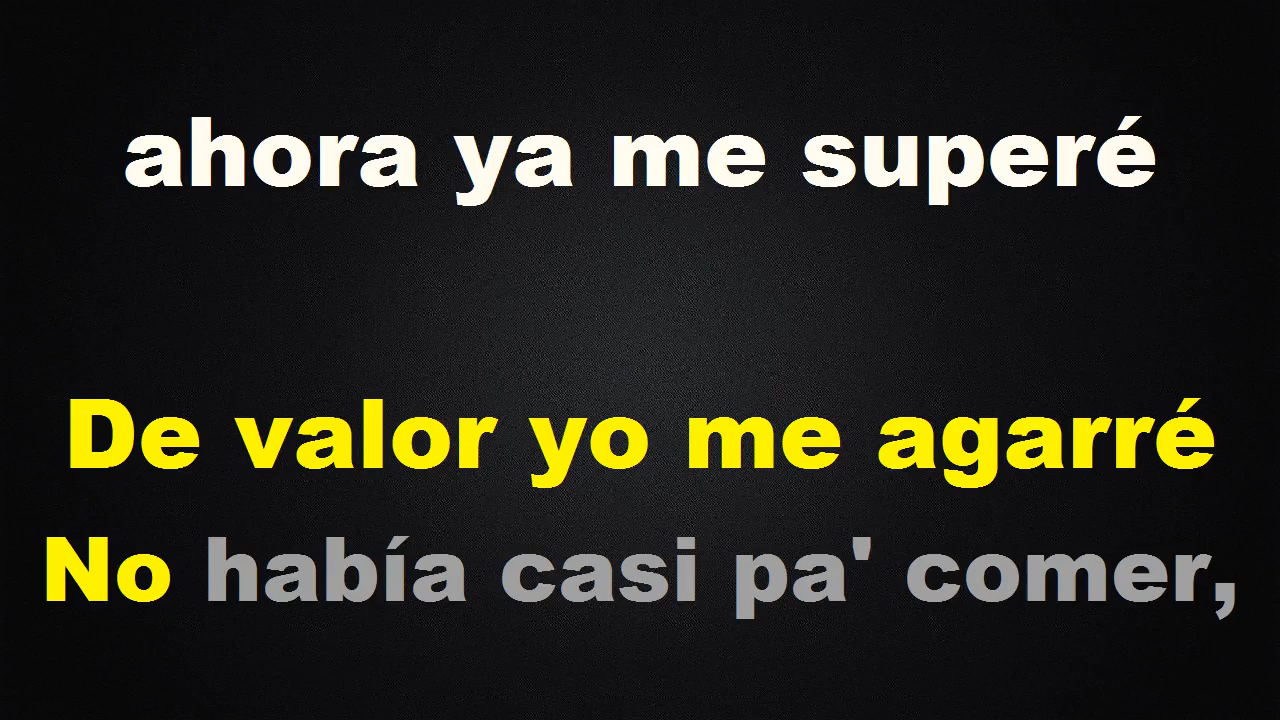 ahora ya me superé
De valor yo me agarré
No había casi pa' comer,